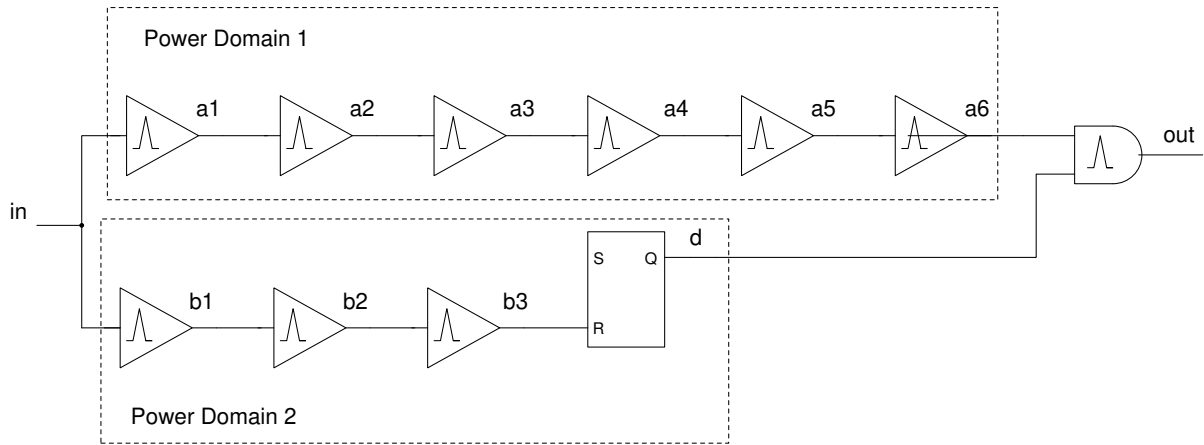 Power Domain 1
a1 a2 a3 a4 a5 a6
out
in
d
S Q
b1 b2 b3
R
Power Domain 2